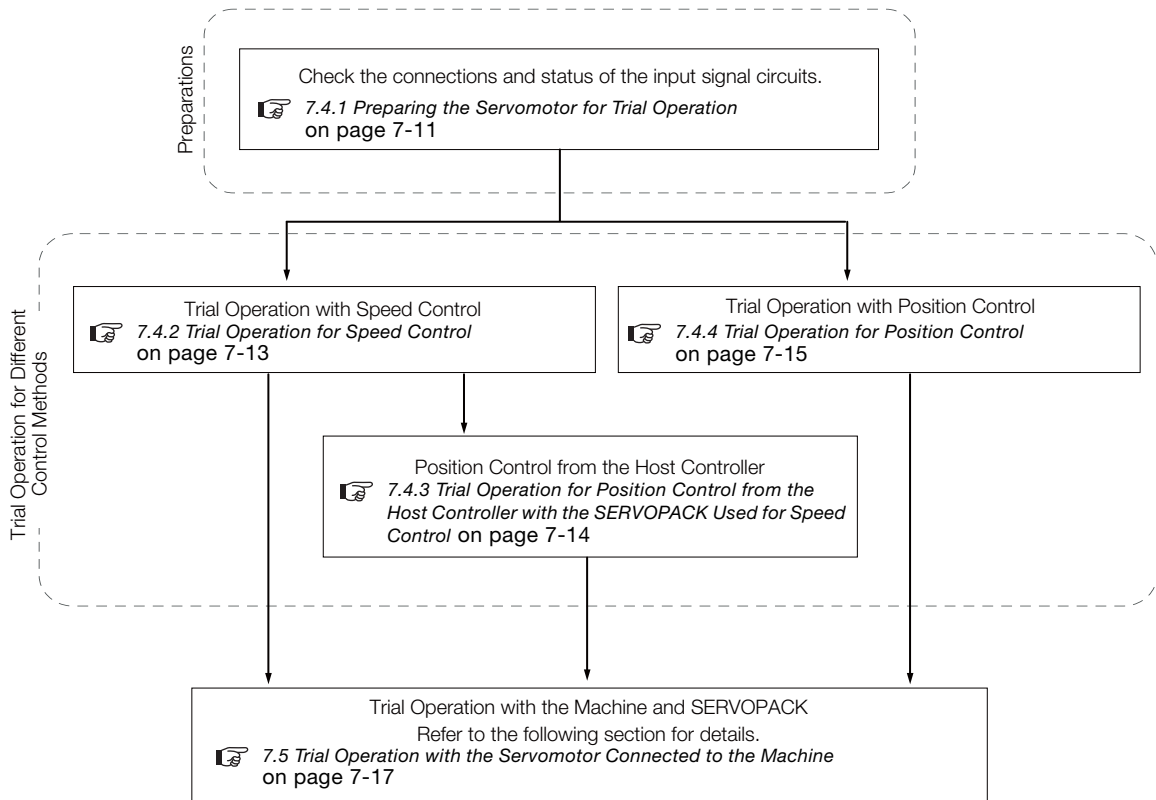 Preparations
Check the connections and status of the input signal circuits.
7.4.1 Preparing the Servomotor for Trial Operation
on page 7-11
Trial Operation for Different
Control Methods
Trial Operation with Speed Control
7.4.2 Trial Operation for Speed Control
on page 7-13
Trial Operation with Position Control
7.4.4 Trial Operation for Position Control
on page 7-15
Position Control from the Host Controller
7.4.3 Trial Operation for Position Control from the
Host Controller with the SERVOPACK Used for Speed
Control on page 7-14
Trial Operation with the Machine and SERVOPACK
Refer to the following section for details.
7.5 Trial Operation with the Servomotor Connected to the Machine
on page 7-17